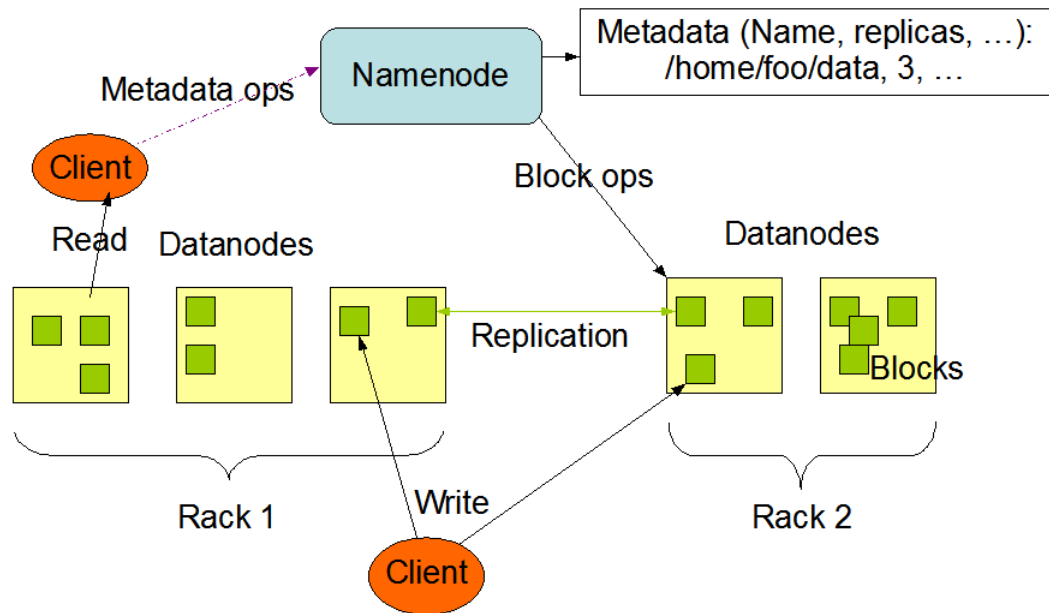 Metadata (Name, replicas, …):
/home/foo/data, 3, …
Namenode
Metadata ops
Client
Block ops
Read
Datanodes
Datanodes
Replication
Blocks
Rack 1
Write
Rack 2
Client